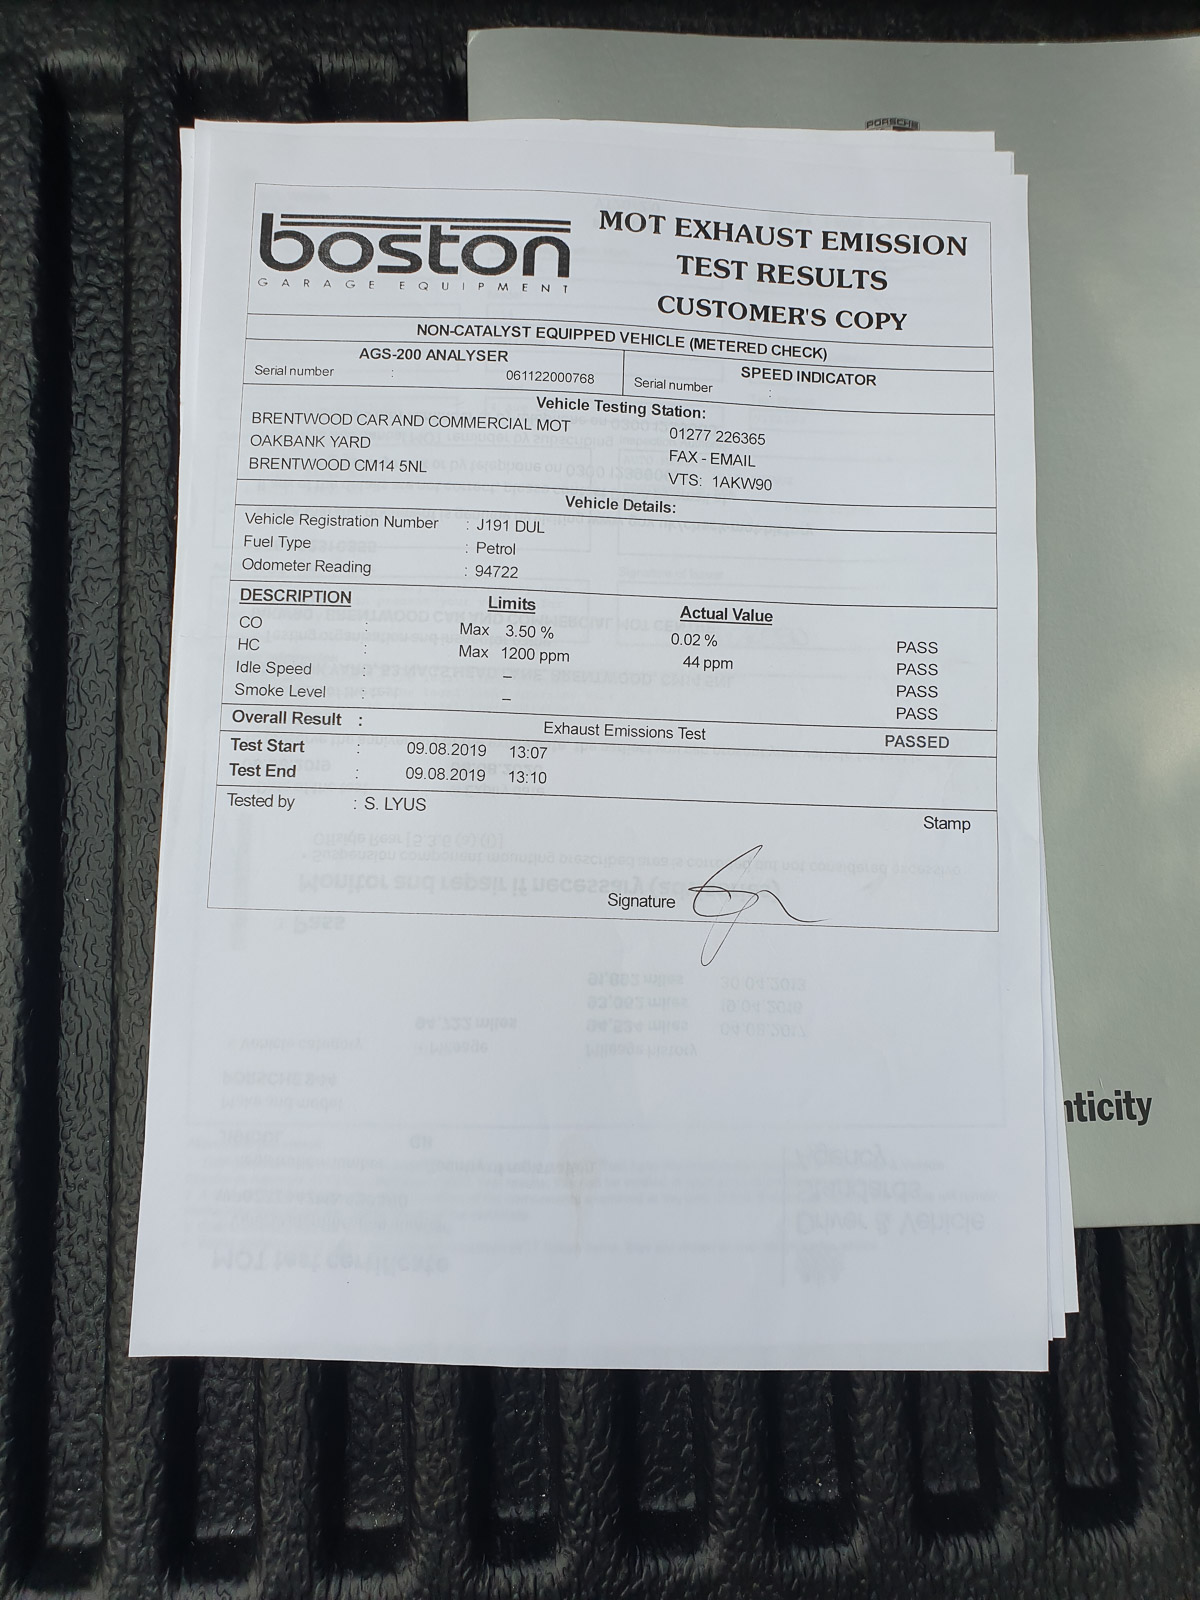 PORSCHE
boston
GARAGE EQUIPMENT
MOT EXHAUST EMISSION
TEST RESULTS
CUSTOMER'S COPY
NON-CATALYST EQUIPPED VEHICLE (METERED CHECK)
AGS-200 ANALYSER
Serial number : 061122000768
SPEED INDICATOR
Serial number :
Vehicle Testing Station:
BRENTWOOD CAR AND COMMERCIAL MOT
OAKBANK YARD
BRENTWOOD CM14 5NL
01277 226365
FAX - EMAIL
VTS: 1AKW90
Vehicle Details:
Vehicle Registration Number : J191 DUL
Fuel Type : Petrol
Odometer Reading : 94722
DESCRIPTION Limits Actual Value
CO : Max 3.50 % 0.02 % PASS
HC : Max 1200 ppm 44 ppm PASS
Idle Speed : – PASS
Smoke Level : – PASS
Overall Result : Exhaust Emissions Test PASSED
Test Start : 09.08.2019 13:07
Test End : 09.08.2019 13:10
Tested by : S. LYUS
Stamp
Signature
nticity